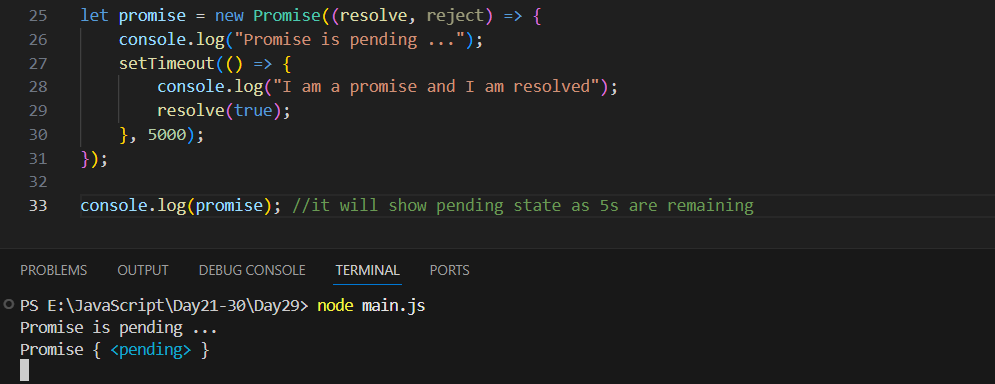 25 let promise = new Promise((resolve, reject) => {
26     console.log("Promise is pending ...");
27     setTimeout(() => {
28         console.log("I am a promise and I am resolved");
29         resolve(true);
30     }, 5000);
31 });
32
33 console.log(promise); //it will show pending state as 5s are remaining
PROBLEMS OUTPUT DEBUG CONSOLE TERMINAL PORTS
PS E:\JavaScript\Day21-30\Day29> node main.js
Promise is pending ...
Promise { <pending> }